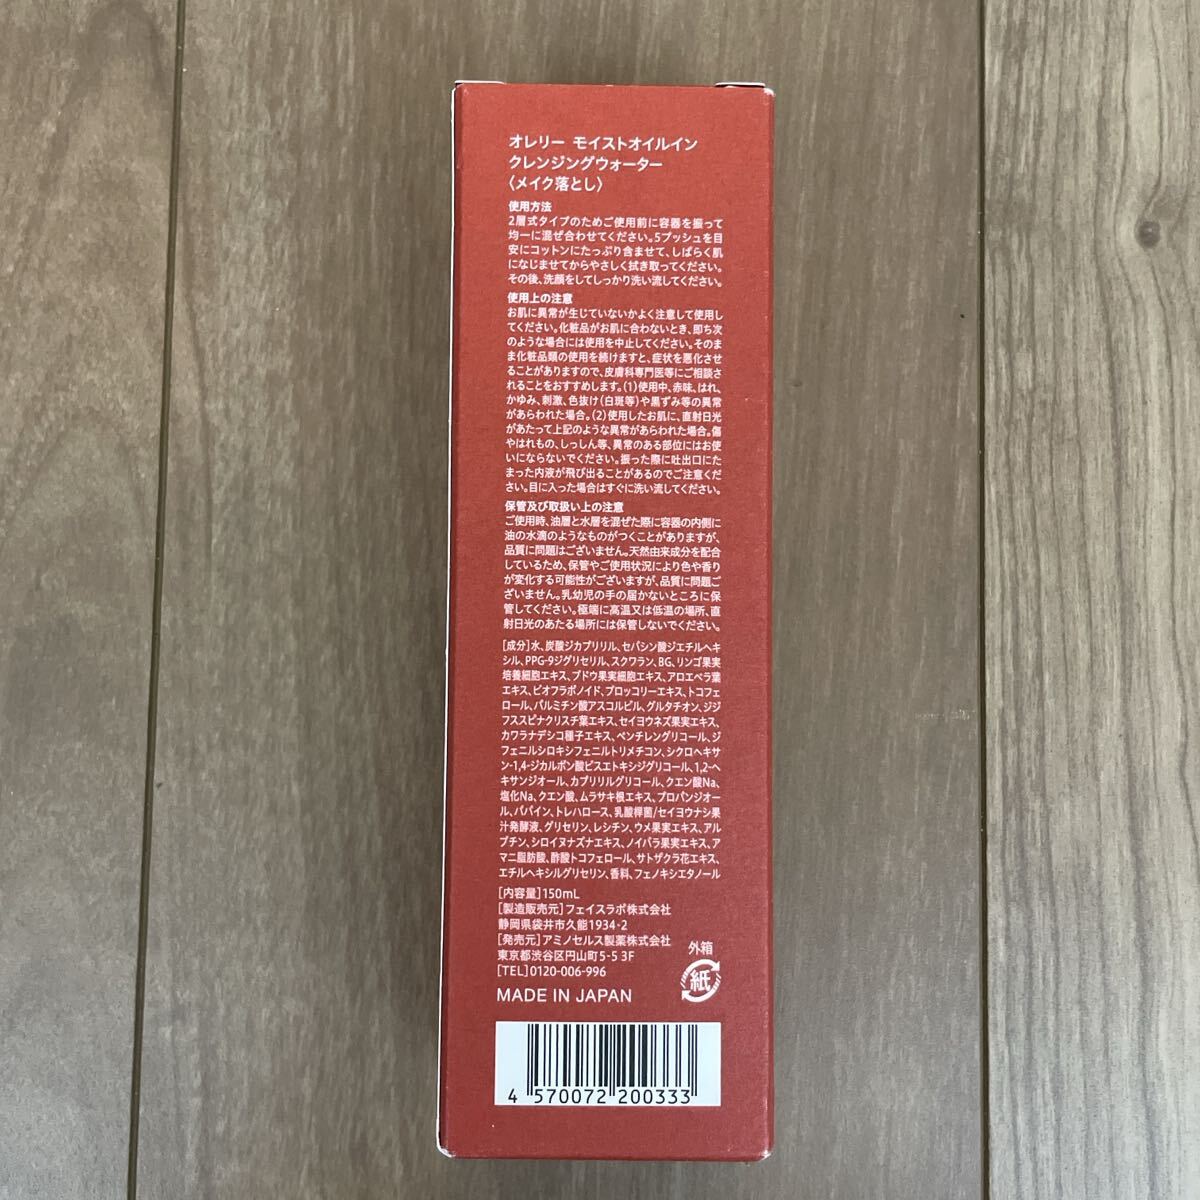 オレリー モイストオイルイン
クレンジングウォーター
〈メイク落とし〉
使用方法
2層式タイプのためご使用前に容器を振って
均一に混ぜ合わせてください。5プッシュを目
安にコットンにたっぷり含ませて、しばらく肌
になじませてからやさしく拭き取ってください。
その後、洗顔をしてしっかり洗い流してください。
使用上の注意
お肌に異常が生じていないかよく注意して使用し
てください。化粧品がお肌に合わないとき、即ち次
のような場合には使用を中止してください。そのま
ま化粧品類の使用を続けますと、症状を悪化させ
ることがありますので、皮膚科専門医等にご相談さ
れることをおすすめします。(1)使用中、赤味、はれ、
かゆみ、刺激、色抜け(白斑等)や黒ずみ等の異常
があらわれた場合。(2)使用したお肌に、直射日光
があたって上記のような異常があらわれた場合。傷
やはれもの、しっしん等、異常のある部位にはお使
いにならないでください。振った際に吐出口にた
まった内液が飛び出ることがあるのでご注意くだ
さい。目に入った場合はすぐに洗い流してください。
保管及び取扱い上の注意
ご使用時、油層と水層を混ぜた際に容器の内側に
油の水滴のようなものがつくことがありますが、
品質に問題はございません。天然由来成分を配合
しているため、保管やご使用状況により色や香り
が変化する可能性がございますが、品質に問題ご
ざいません。乳幼児の手の届かないところに保
管してください。極端に高温又は低温の場所、直
射日光のあたる場所には保管しないでください。
[成分]水、炭酸ジカプリリル、セバシン酸ジエチルヘキ
シル、PPG-9ジグリセリル、スクワラン、BG、リンゴ果実
培養細胞エキス、ブドウ果実細胞エキス、アロエベラ葉
エキス、ビオフラボノイド、ブロッコリーエキス、トコフェ
ロール、パルミチン酸アスコルビル、グルタチオン、ジジ
フススピナクリスチ葉エキス、セイヨウネズ果実エキス、
カワラナデシコ種子エキス、ペンチレングリコール、ジ
フェニルシロキシフェニルトリメチコン、シクロヘキサ
ン-1,4-ジカルボン酸ビスエトキシジグリコール、1,2-ヘ
キサンジオール、カプリリルグリコール、クエン酸Na、
塩化Na、クエン酸、ムラサキ根エキス、プロパンジオー
ル、パパイン、トレハロース、乳酸桿菌/セイヨウナシ果
汁発酵液、グリセリン、レシチン、ウメ果実エキス、アル
ブチン、シロイヌナズナエキス、ノイバラ果実エキス、ア
マニ脂肪酸、酢酸トコフェロール、サトザクラ花エキス、
エチルヘキシルグリセリン、香料、フェノキシエタノール
[内容量]150mL
[製造販売元]フェイスラボ株式会社
静岡県袋井市久能1934-2
[発売元]アミノセルス製薬株式会社
東京都渋谷区円山町5-5 3F
[TEL]0120-006-996
外箱
紙
MADE IN JAPAN
4 570072 200333